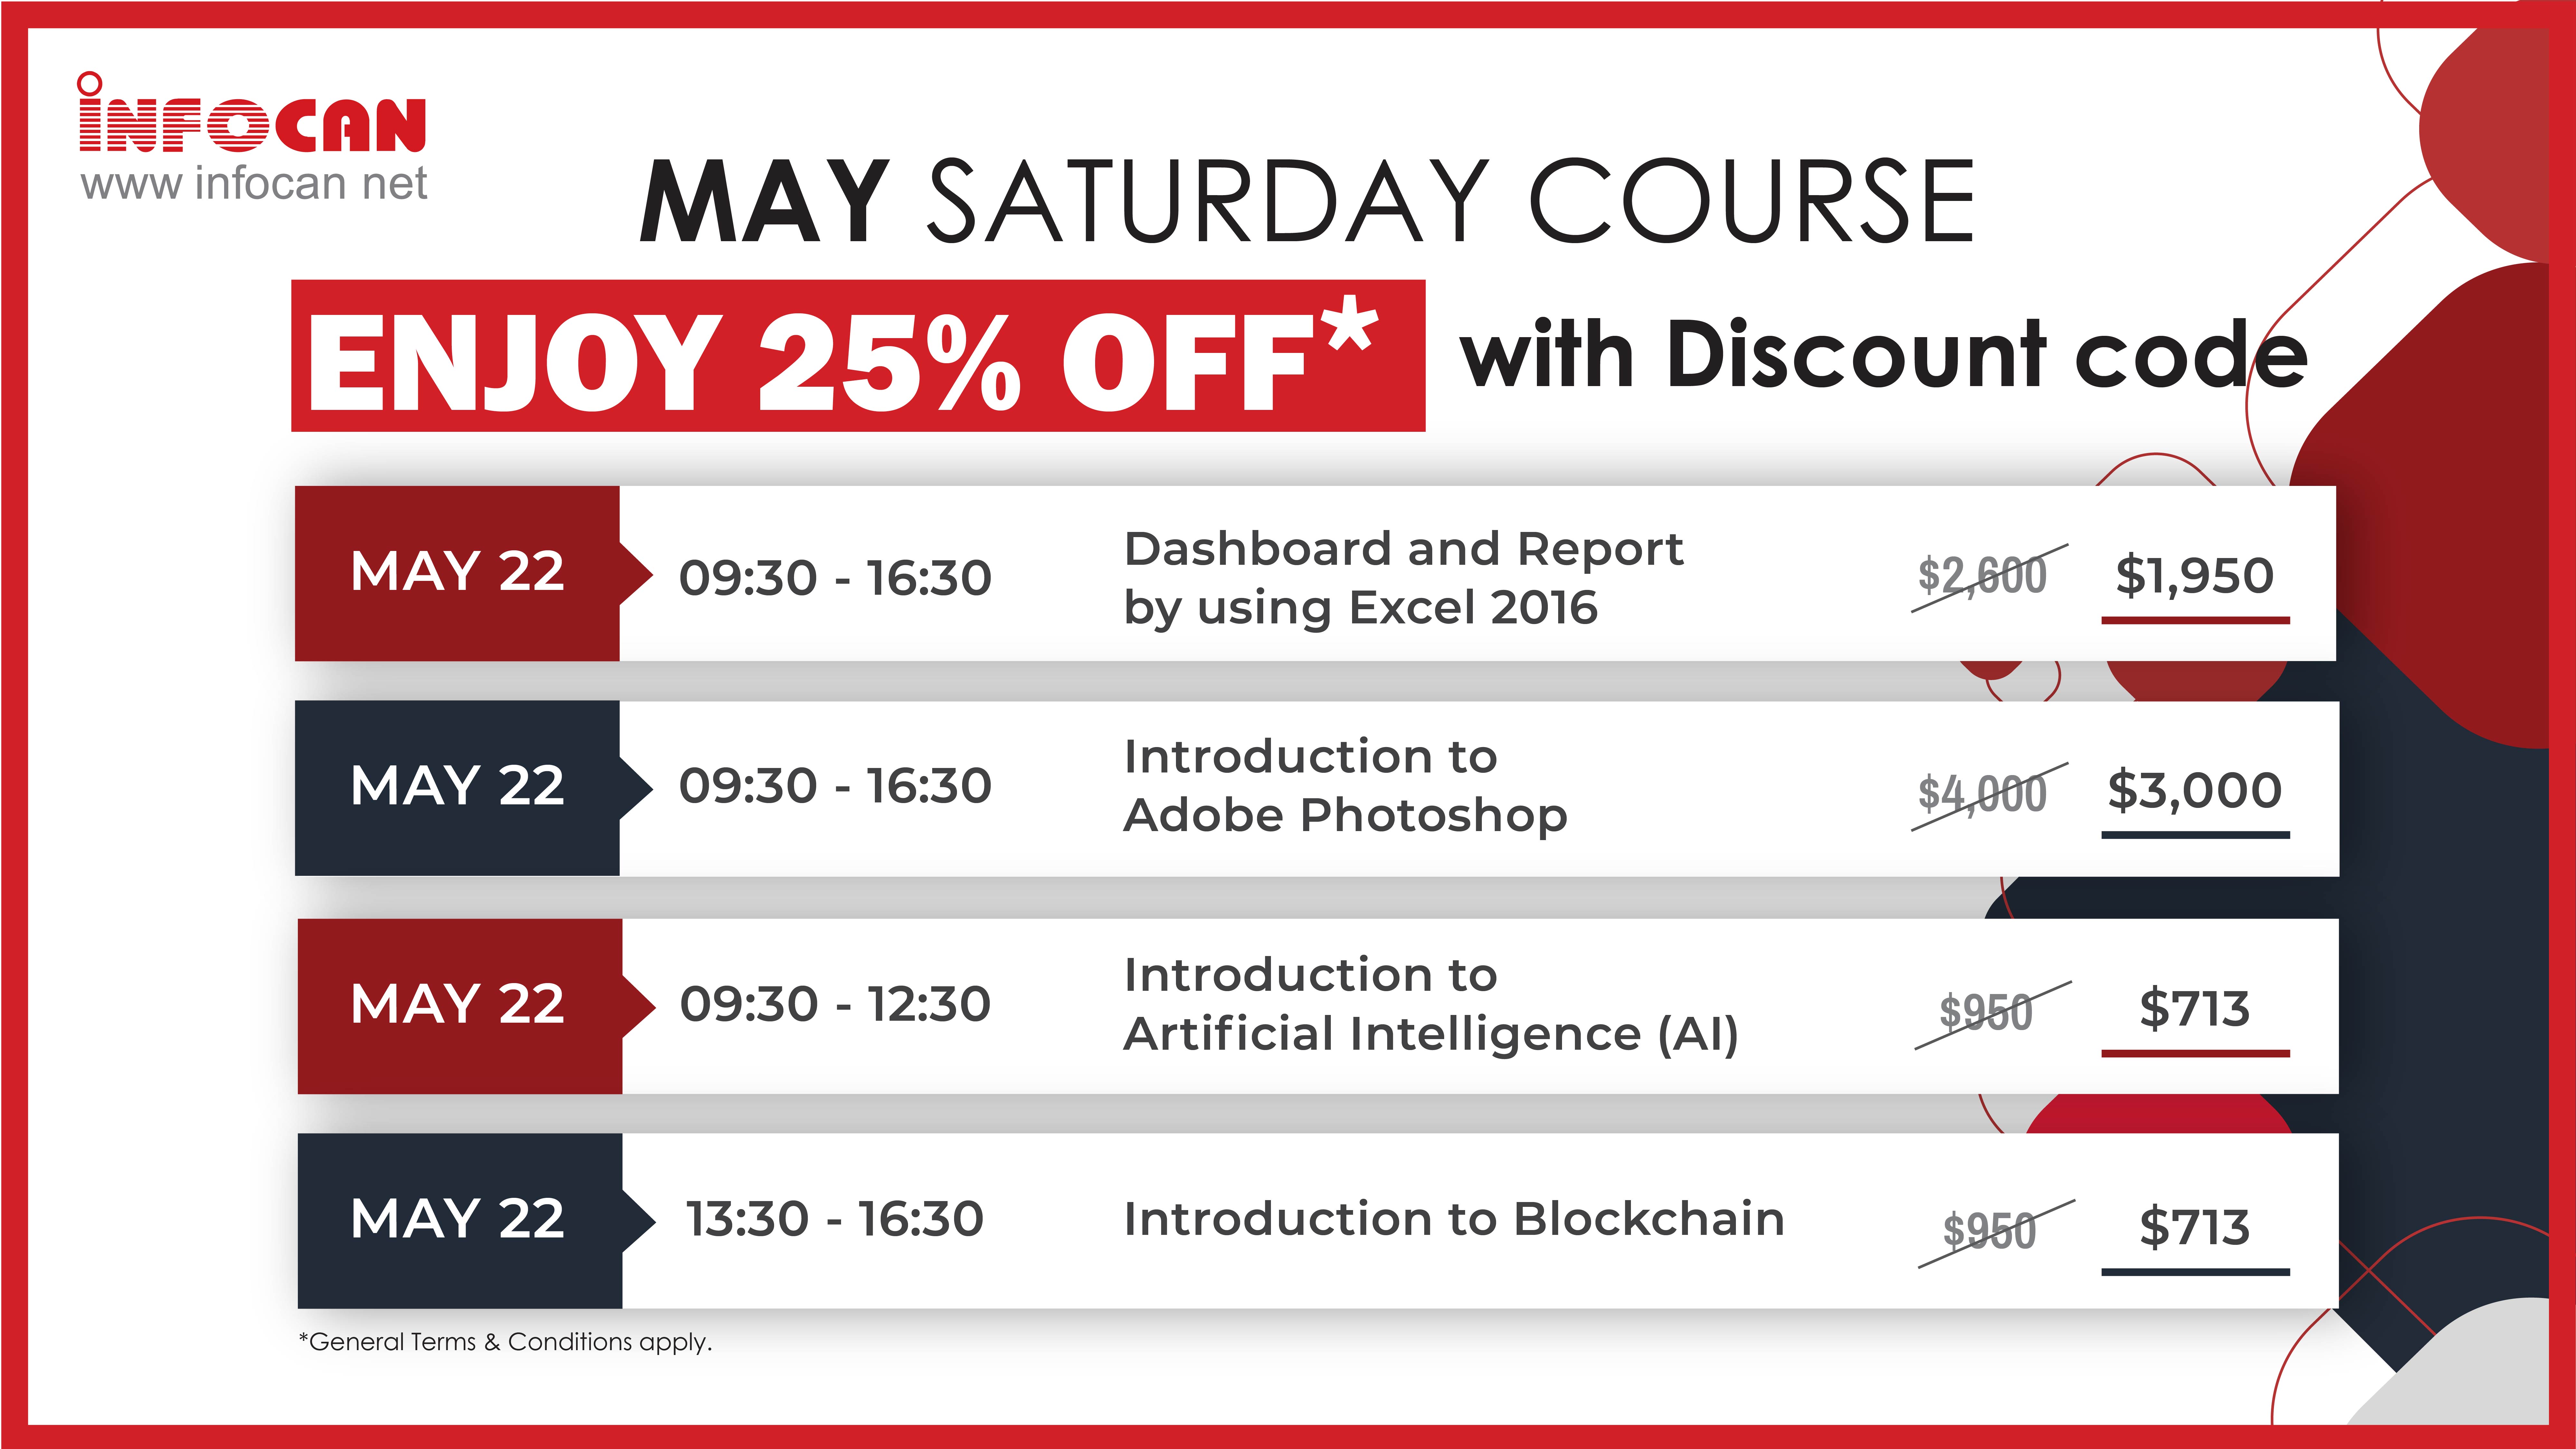 iNFOCAN
www infocan net
MAY SATURDAY COURSE
ENJOY 25% OFF* with Discount code
MAY 22
09:30 - 16:30
Dashboard and Report
by using Excel 2016
$2,600
$1,950
MAY 22
09:30 - 16:30
Introduction to
Adobe Photoshop
$4,000
$3,000
MAY 22
09:30 - 12:30
Introduction to
Artificial Intelligence (AI)
$950
$713
MAY 22
13:30 - 16:30
Introduction to Blockchain
$950
$713
*General Terms & Conditions apply.